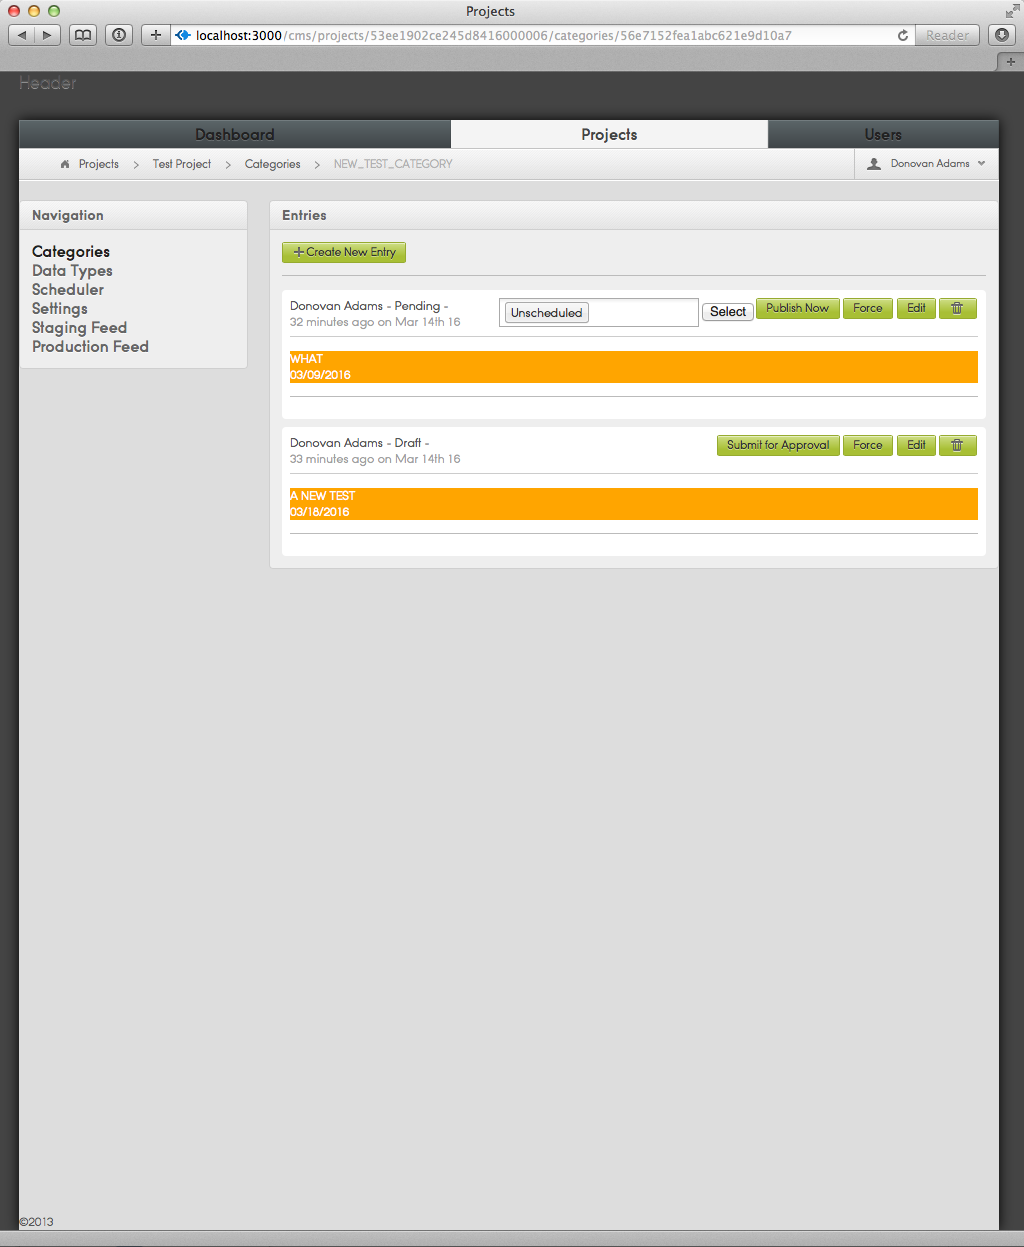 Projects
localhost:3000/cms/projects/53ee1902ce245d8416000006/categories/56e7152fea1abc621e9d10a7
Reader
Header
Dashboard
Projects
Users
Projects > Test Project > Categories > NEW_TEST_CATEGORY
Donovan Adams
Navigation
Categories
Data Types
Scheduler
Settings
Staging Feed
Production Feed
Entries
+ Create New Entry
Donovan Adams - Pending -
32 minutes ago on Mar 14th 16
Unscheduled
Select
Publish Now
Force
Edit
WHAT
03/09/2016
Donovan Adams - Draft -
33 minutes ago on Mar 14th 16
Submit for Approval
Force
Edit
A NEW TEST
03/18/2016
©2013